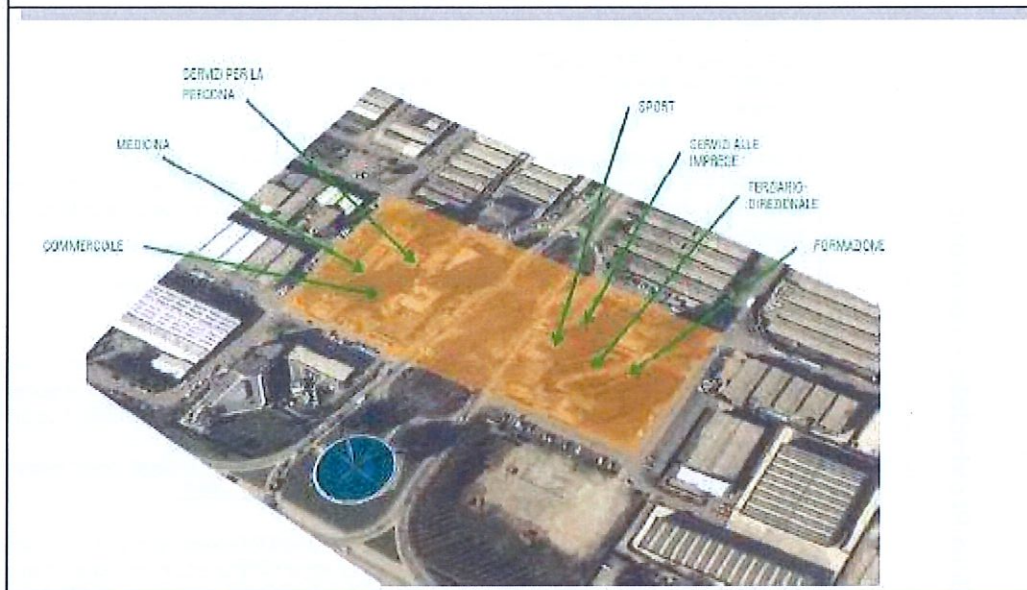 SERVIZI PER LA
PERSONA
MEDICINA
COMMERCIALE
SPORT
SERVIZI ALLE
IMPRESE
TERZIARIO-
DIREZIONALE
FORMAZIONE